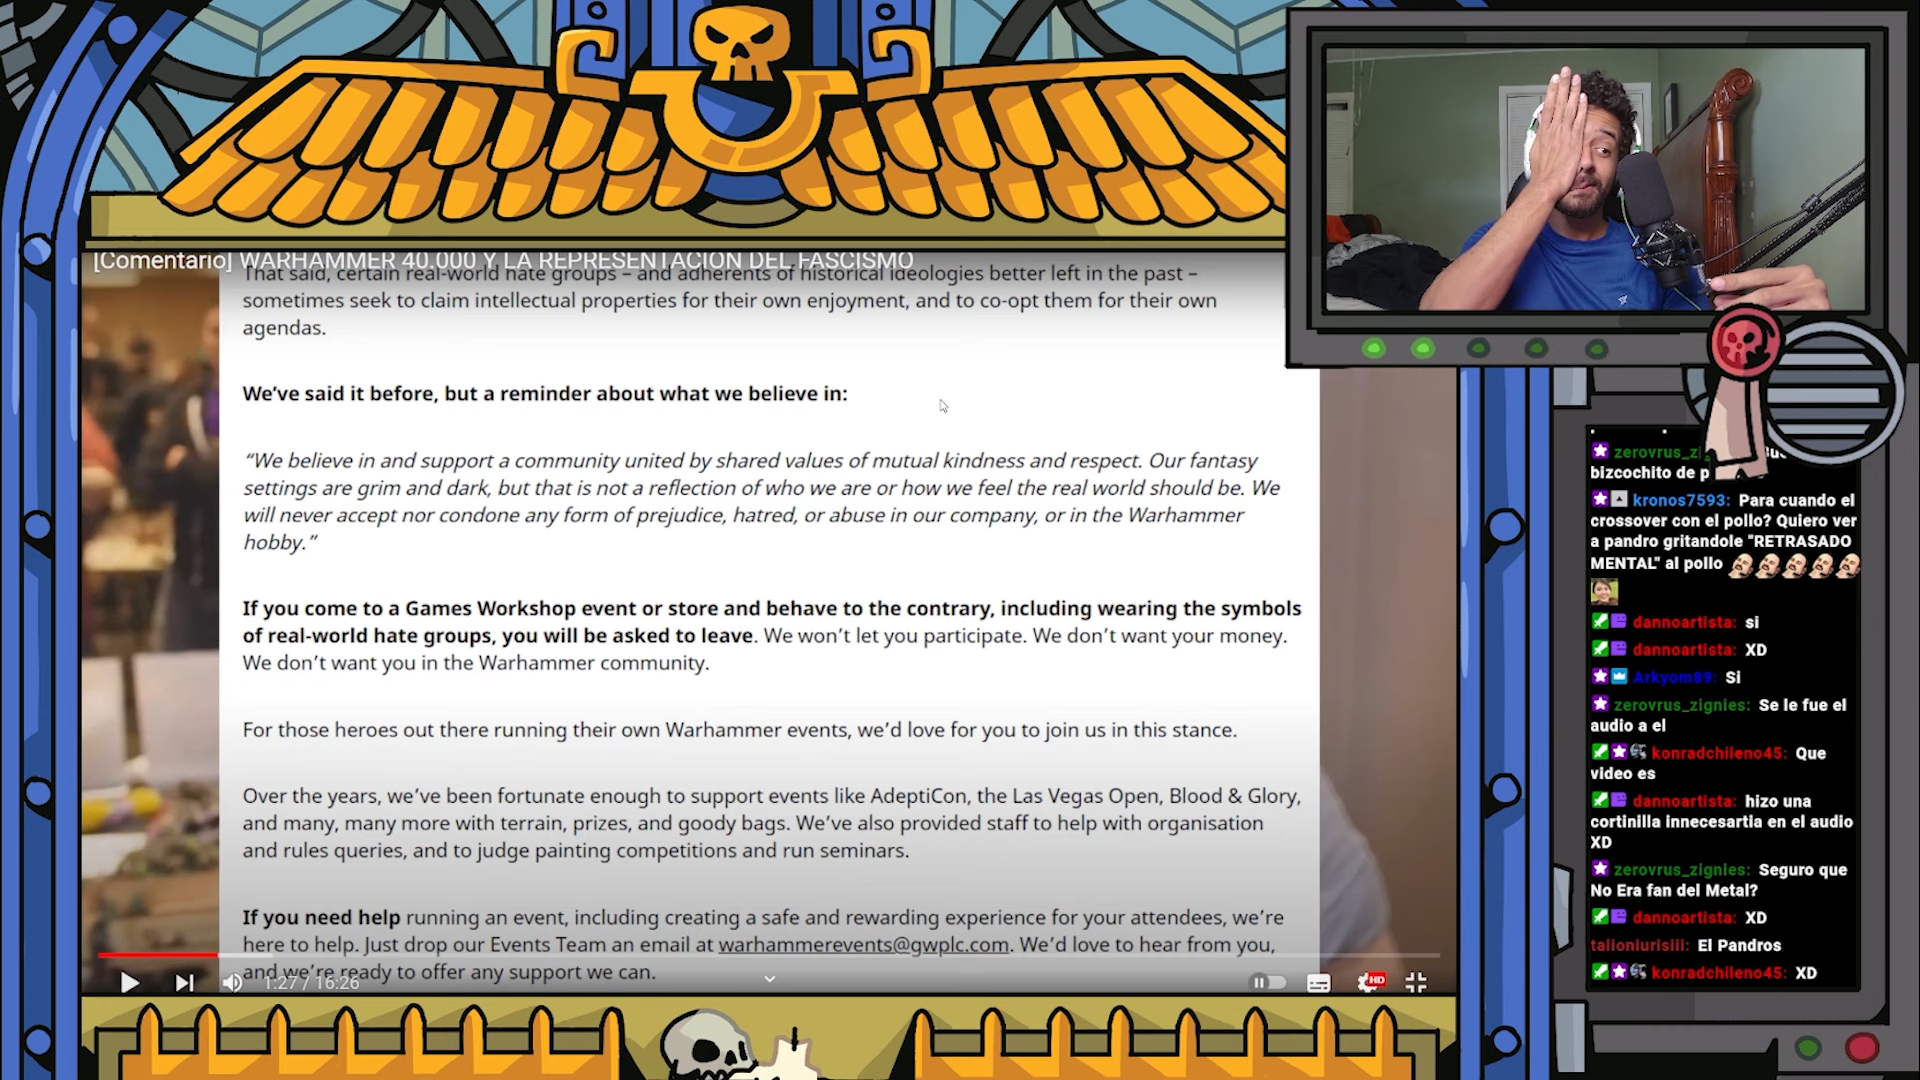 [Comentario] WARHAMMER 40.000 Y LA REPRESENTACIÓN DEL FASCISMO
That said, certain real-world hate groups – and adherents of historical ideologies better left in the past –
sometimes seek to claim intellectual properties for their own enjoyment, and to co-opt them for their own
agendas.
We've said it before, but a reminder about what we believe in:
“We believe in and support a community united by shared values of mutual kindness and respect. Our fantasy
settings are grim and dark, but that is not a reflection of who we are or how we feel the real world should be. We
will never accept nor condone any form of prejudice, hatred, or abuse in our company, or in the Warhammer
hobby.”
If you come to a Games Workshop event or store and behave to the contrary, including wearing the symbols
of real-world hate groups, you will be asked to leave. We won't let you participate. We don't want your money.
We don't want you in the Warhammer community.
For those heroes out there running their own Warhammer events, we'd love for you to join us in this stance.
Over the years, we've been fortunate enough to support events like AdeptiCon, the Las Vegas Open, Blood & Glory,
and many, many more with terrain, prizes, and goody bags. We've also provided staff to help with organisation
and rules queries, and to judge painting competitions and run seminars.
If you need help running an event, including creating a safe and rewarding experience for your attendees, we're
here to help. Just drop our Events Team an email at warhammerevents@gwplc.com. We'd love to hear from you,
and we're ready to offer any support we can.
1:27 / 16:26
HD
bizcochito de
kronos7593: Para cuando el
crossover con el pollo? Quiero ver
a pandro gritandole "RETRASADO
MENTAL" al pollo
dannoartista: si
dannoartista: XD
Arkyom89: Si
zerovrus_zignies: Se le fue el
audio a el
konradchileno45: Que
video es
dannoartista: hizo una
cortinilla innecesartia en el audio
XD
zerovrus_zignies: Seguro que
No Era fan del Metal?
dannoartista: XD
talioniurisiii: El Pandros
konradchileno45: XD